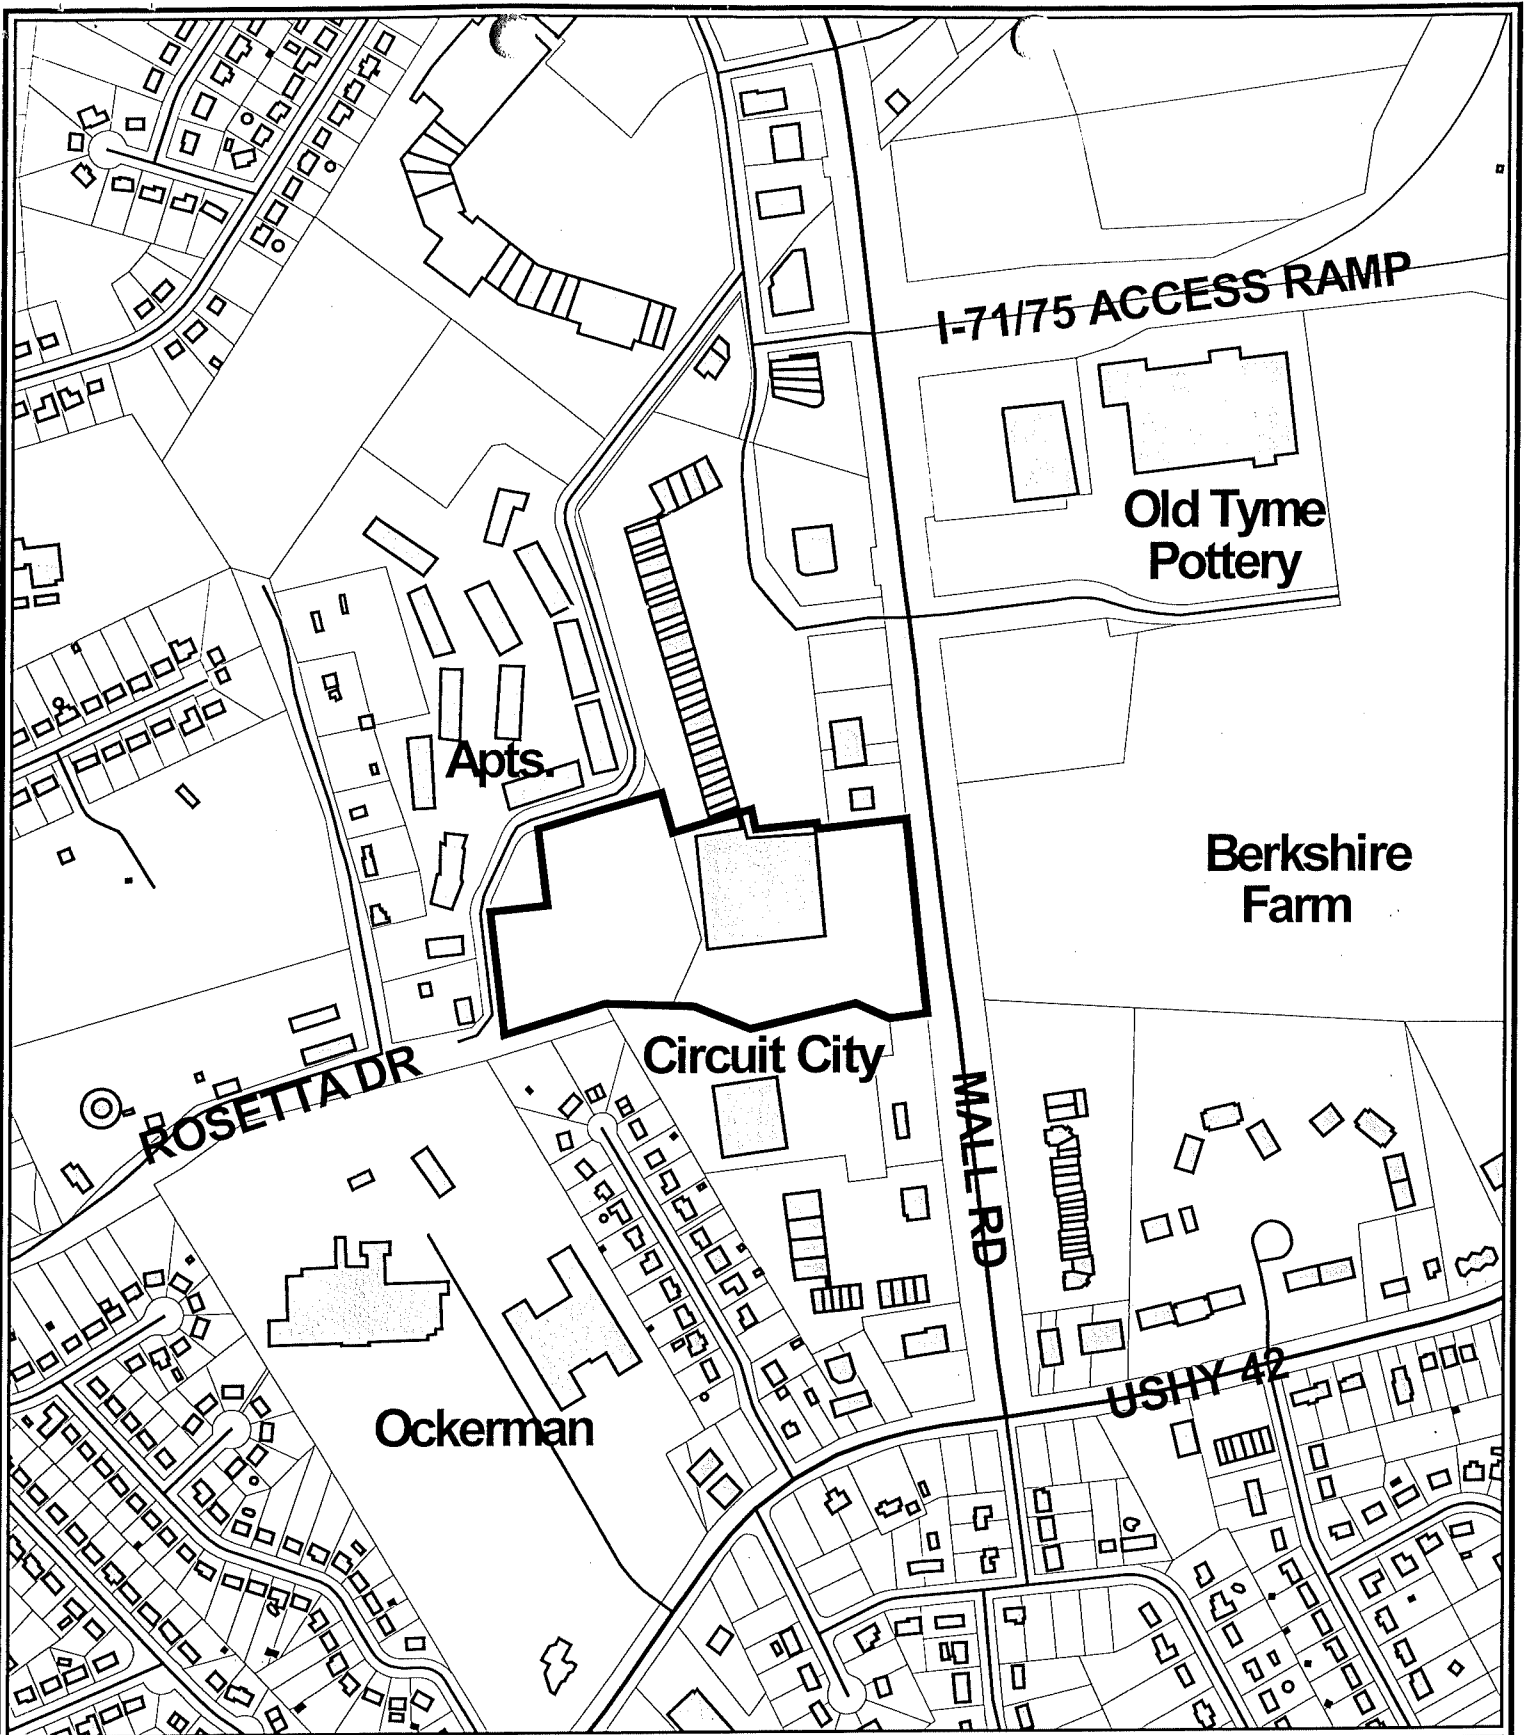 I-71/75 ACCESS RAMP
Old Tyme
Pottery
Apts.
Berkshire
Farm
Circuit City
ROSETTA DR
MALL RD
USHY 42
Ockerman